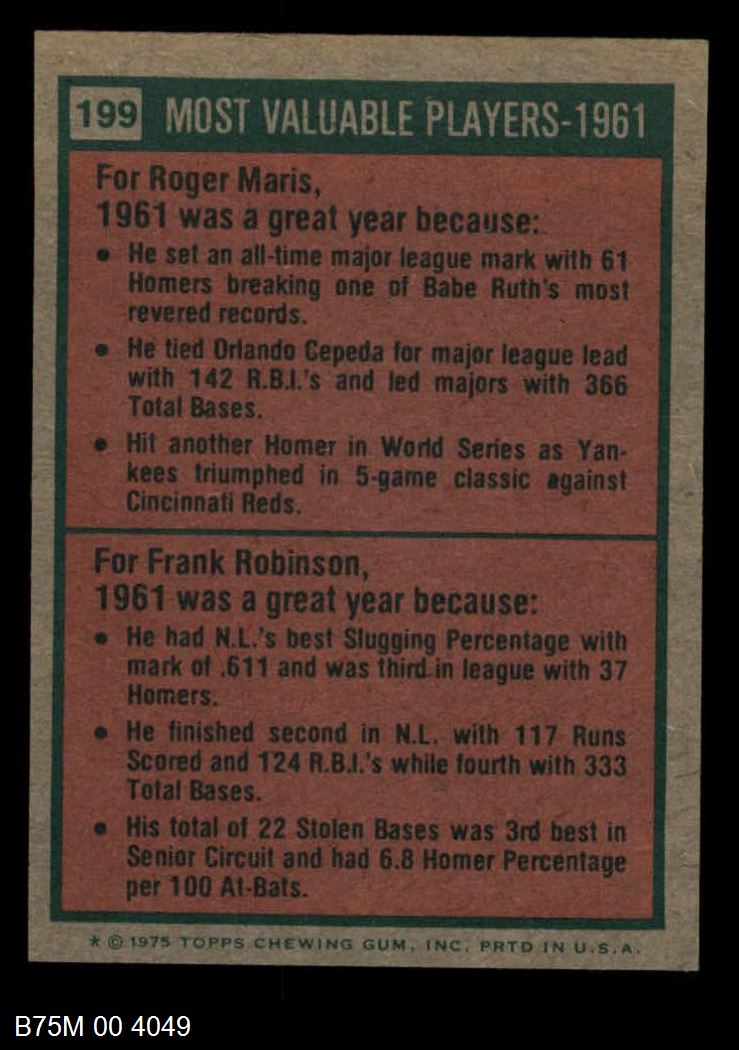 199 MOST VALUABLE PLAYERS-1961
For Roger Maris,
1961 was a great year because:
• He set an all-time major league mark with 61
Homers breaking one of Babe Ruth's most
revered records.
• He tied Orlando Cepeda for major league lead
with 142 R.B.I.'s and led majors with 366
Total Bases.
• Hit another Homer in World Series as Yan-
kees triumphed in 5-game classic against
Cincinnati Reds.
For Frank Robinson,
1961 was a great year because:
• He had N.L.'s best Slugging Percentage with
mark of .611 and was third in league with 37
Homers.
• He finished second in N.L. with 117 Runs
Scored and 124 R.B.I.'s while fourth with 333
Total Bases.
• His total of 22 Stolen Bases was 3rd best in
Senior Circuit and had 6.8 Homer Percentage
per 100 At-Bats.
* © 1975 TOPPS CHEWING GUM, INC. PRTD IN U.S.A.
B75M 00 4049